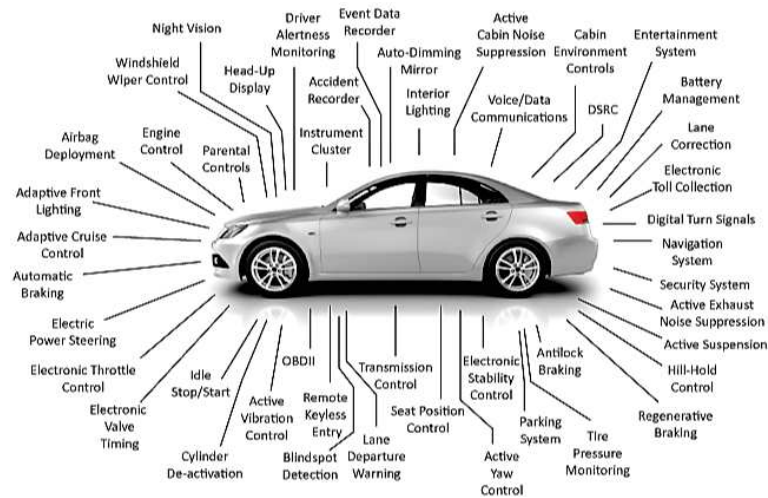 Night Vision
Driver
Alertness
Monitoring
Event Data
Recorder
Active
Cabin Noise
Suppression
Cabin
Environment
Controls
Entertainment
System
Windshield
Wiper Control
Head-Up
Display
Accident
Recorder
Auto-Dimming
Mirror
Interior
Lighting
Voice/Data
Communications
DSRC
Battery
Management
Airbag
Deployment
Engine
Control
Parental
Controls
Instrument
Cluster
Lane
Correction
Electronic
Toll Collection
Adaptive Front
Lighting
Digital Turn Signals
Adaptive Cruise
Control
Navigation
System
Automatic
Braking
Security System
Electric
Power Steering
Active Exhaust
Noise Suppression
Active Suspension
Electronic Throttle
Control
Idle
Stop/Start
OBDII
Transmission
Control
Electronic
Stability
Control
Antilock
Braking
Hill-Hold
Control
Electronic
Valve
Timing
Active
Vibration
Control
Remote
Keyless
Entry
Seat Position
Control
Parking
System
Regenerative
Braking
Cylinder
De-activation
Blindspot
Detection
Lane
Departure
Warning
Active
Yaw
Control
Tire
Pressure
Monitoring